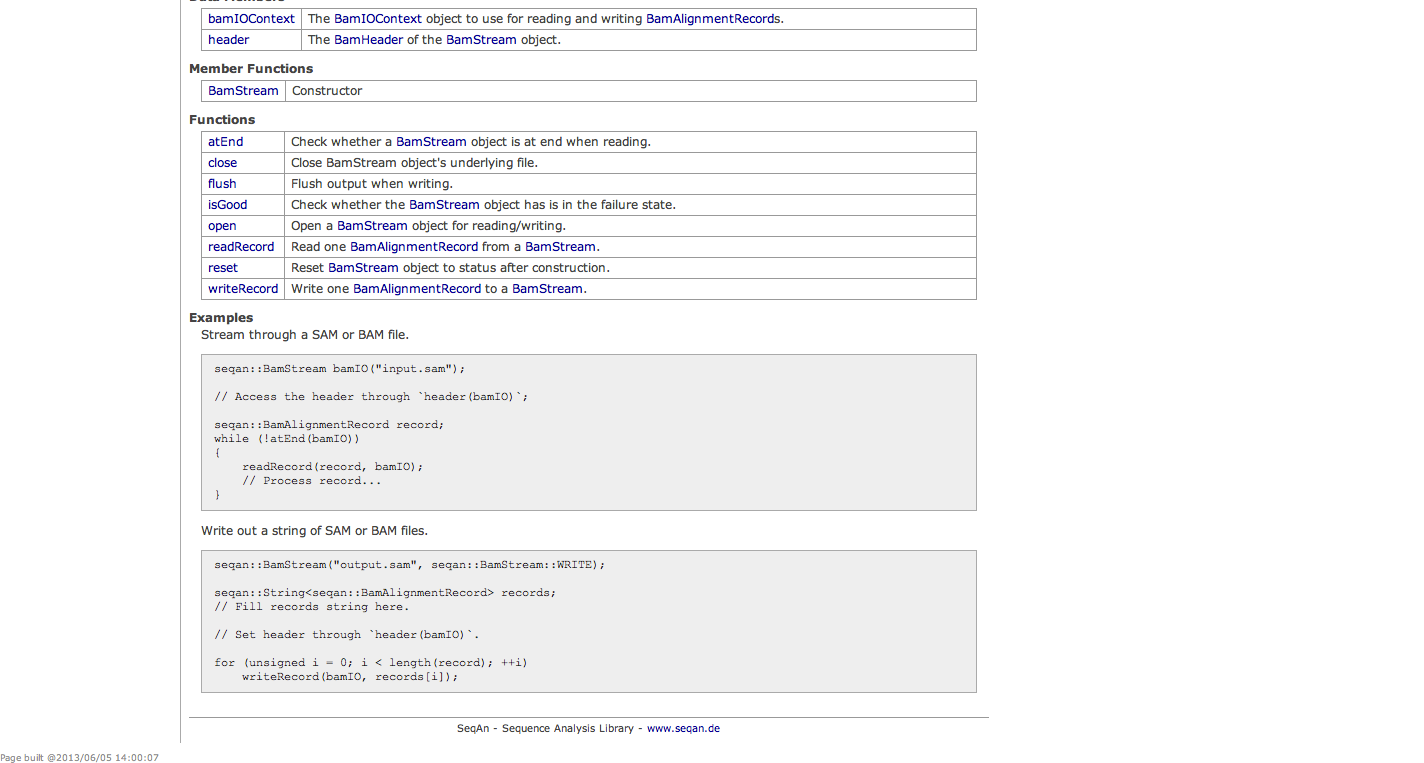 Data Members
bamIOContext The BamIOContext object to use for reading and writing BamAlignmentRecords.
header The BamHeader of the BamStream object.
Member Functions
BamStream Constructor
Functions
atEnd Check whether a BamStream object is at end when reading.
close Close BamStream object's underlying file.
flush Flush output when writing.
isGood Check whether the BamStream object has is in the failure state.
open Open a BamStream object for reading/writing.
readRecord Read one BamAlignmentRecord from a BamStream.
reset Reset BamStream object to status after construction.
writeRecord Write one BamAlignmentRecord to a BamStream.
Examples
Stream through a SAM or BAM file.
seqan::BamStream bamIO("input.sam");
// Access the header through `header(bamIO)`;
seqan::BamAlignmentRecord record;
while (!atEnd(bamIO))
{
    readRecord(record, bamIO);
    // Process record...
}
Write out a string of SAM or BAM files.
seqan::BamStream("output.sam", seqan::BamStream::WRITE);
seqan::String<seqan::BamAlignmentRecord> records;
// Fill records string here.
// Set header through `header(bamIO)`.
for (unsigned i = 0; i < length(record); ++i)
    writeRecord(bamIO, records[i]);
SeqAn - Sequence Analysis Library - www.seqan.de
Page built @2013/06/05 14:00:07